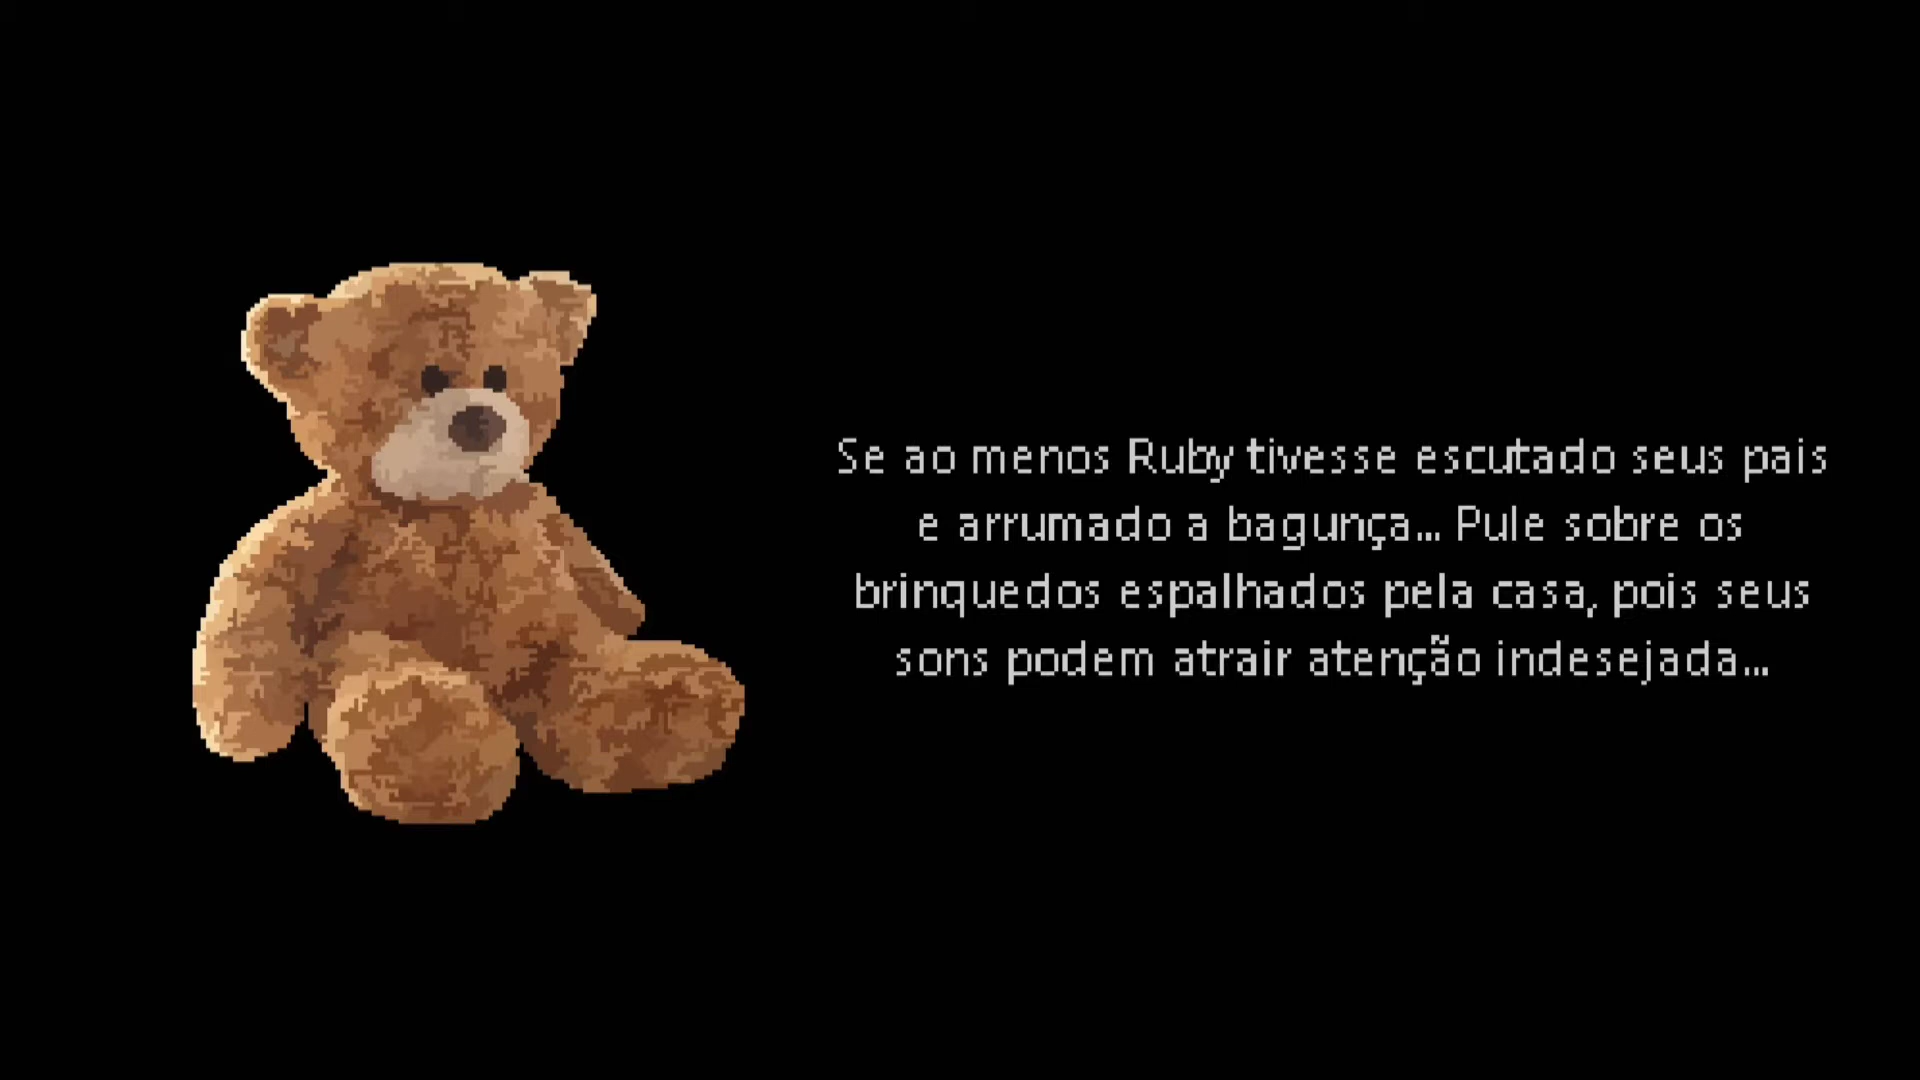 Se ao menos Ruby tivesse escutado seus pais
e arrumado a bagunça... Pule sobre os
brinquedos espalhados pela casa, pois seus
sons podem atrair atenção indesejada...